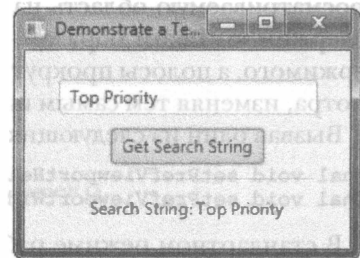 Demonstrate a Te...
Top Priority
Get Search String
Search String: Top Priority